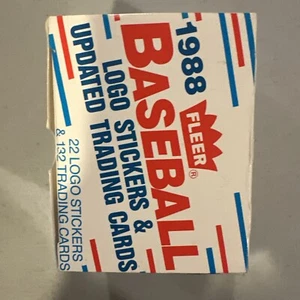 1988
FLEER®
BASEBALL
LOGO STICKERS &
UPDATED TRADING CARDS
22 LOGO STICKERS
& 132 TRADING CARDS